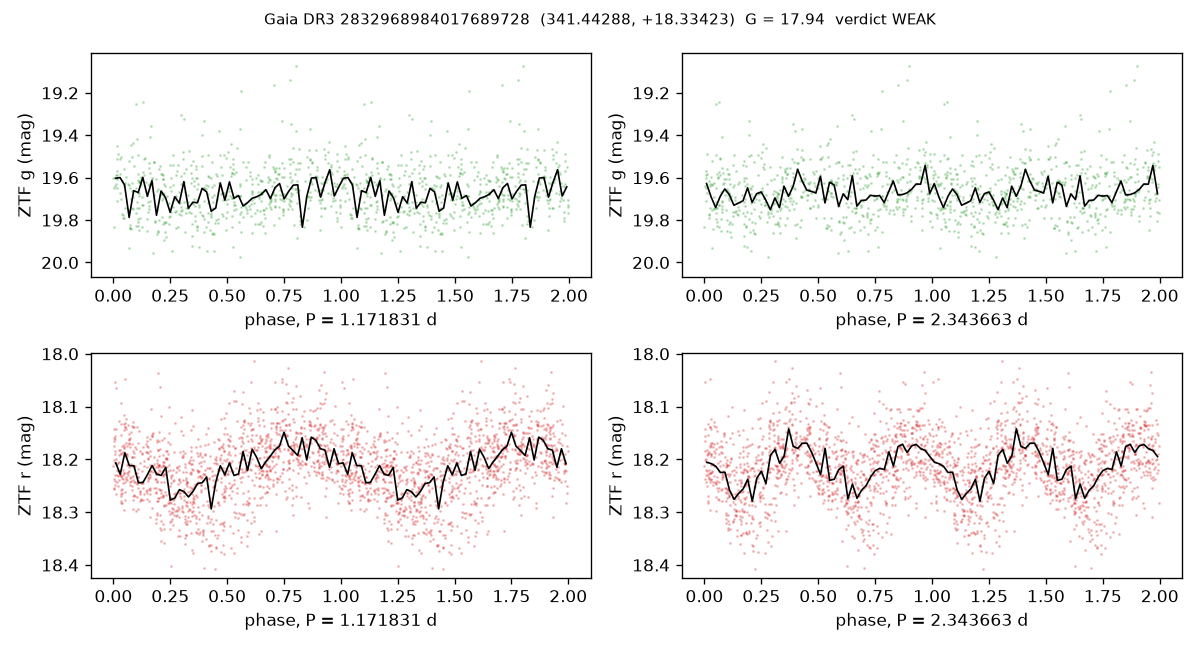 Gaia DR3 2832968984017689728 (341.44288, +18.33423) G = 17.94 verdict WEAK
ZTF g (mag)
19.2
19.4
19.6
19.8
20.0
0.00 0.25 0.50 0.75 1.00 1.25 1.50 1.75 2.00
phase, P = 1.171831 d
ZTF g (mag)
19.2
19.4
19.6
19.8
20.0
0.00 0.25 0.50 0.75 1.00 1.25 1.50 1.75 2.00
phase, P = 2.343663 d
ZTF r (mag)
18.0
18.1
18.2
18.3
18.4
0.00 0.25 0.50 0.75 1.00 1.25 1.50 1.75 2.00
phase, P = 1.171831 d
ZTF r (mag)
18.0
18.1
18.2
18.3
18.4
0.00 0.25 0.50 0.75 1.00 1.25 1.50 1.75 2.00
phase, P = 2.343663 d